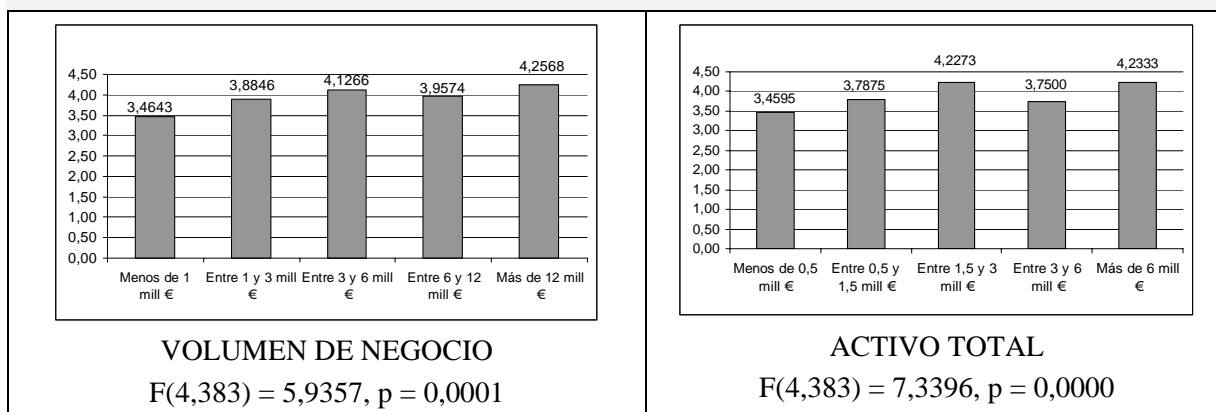 4,2568
4,1266
3,9574
3,8846
3,4643
4,50
4,00
3,50
3,00
2,50
2,00
1,50
1,00
0,50
0,00
Menos de 1 mill €
Entre 1 y 3 mill €
Entre 3 y 6 mill €
Entre 6 y 12 mill €
Más de 12 mill €
VOLUMEN DE NEGOCIO
F(4,383) = 5,9357, p = 0,0001
4,2273
4,2333
3,7875
3,7500
3,4595
4,50
4,00
3,50
3,00
2,50
2,00
1,50
1,00
0,50
0,00
Menos de 0,5 mill €
Entre 0,5 y 1,5 mill €
Entre 1,5 y 3 mill €
Entre 3 y 6 mill €
Más de 6 mill €
ACTIVO TOTAL
F(4,383) = 7,3396, p = 0,0000